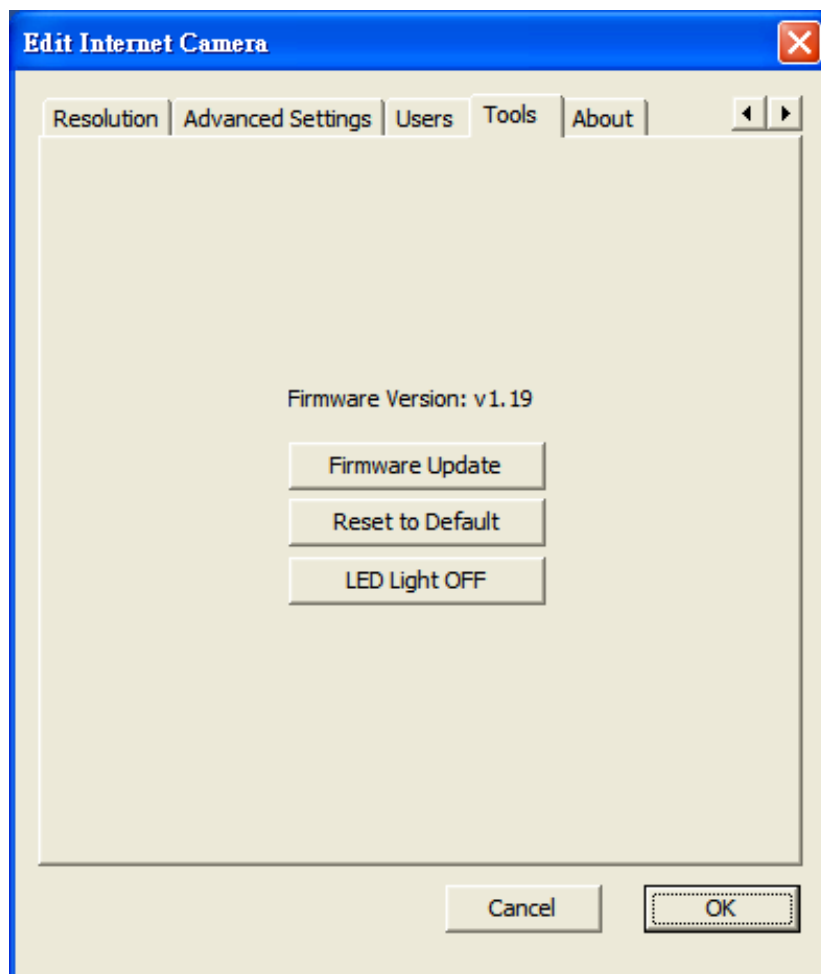 Edit Internet Camera
Resolution Advanced Settings Users Tools About
Firmware Version: v1.19
Firmware Update
Reset to Default
LED Light OFF
Cancel OK